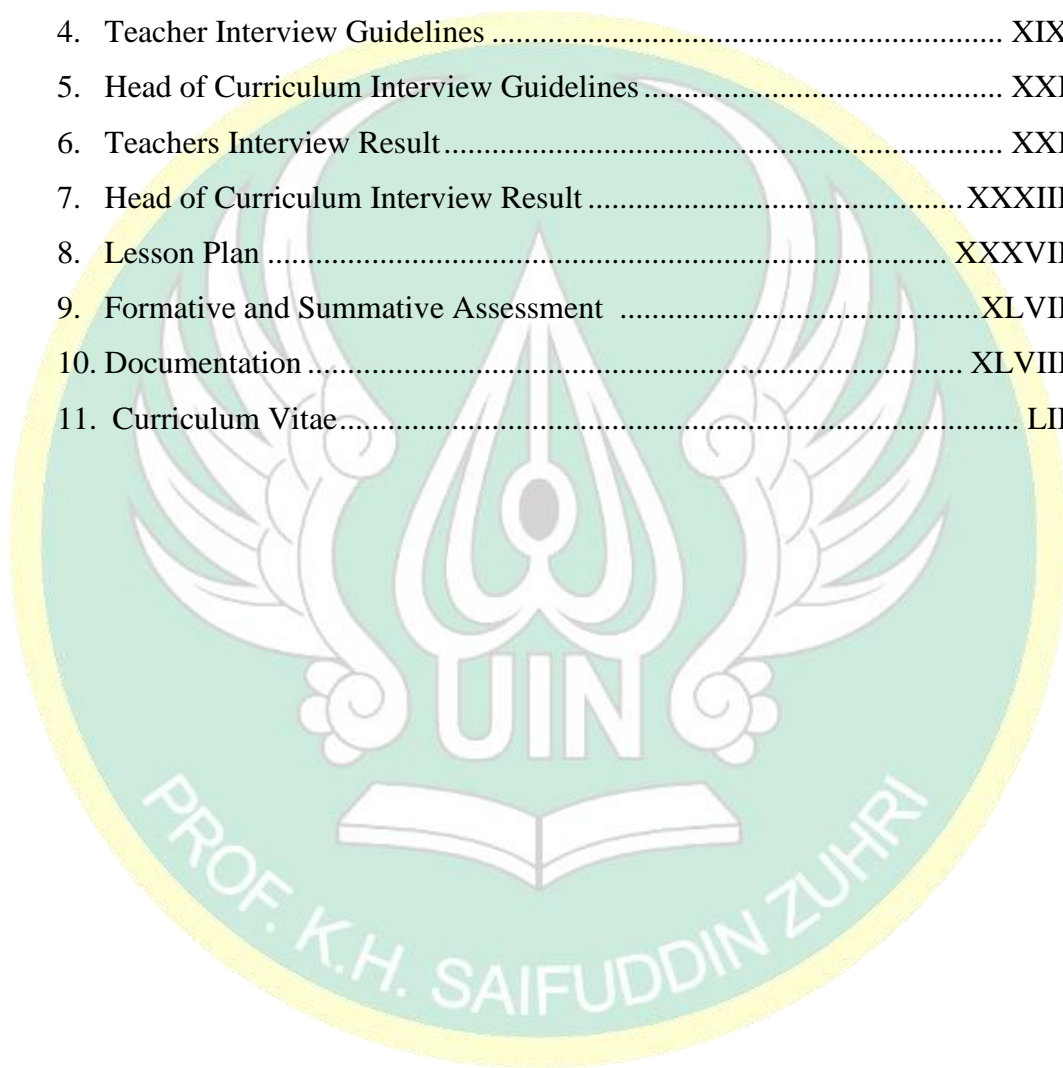 4. Teacher Interview Guidelines ........................................................................ XIX
5. Head of Curriculum Interview Guidelines ................................................... XXI
6. Teachers Interview Result ............................................................................... XXI
7. Head of Curriculum Interview Result ..................................................... XXXIII
8. Lesson Plan ................................................................................................ XXXVII
9. Formative and Summative Assessment ................................................... XLVII
10. Documentation ............................................................................................ XLVIII
11. Curriculum Vitae ................................................................................................ LII
UIN
PROF. K.H. SAIFUDDIN ZUHRI